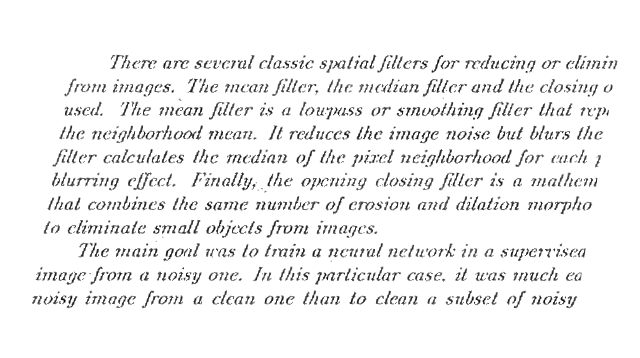 There are several classic spatial filters for reducing or elimin
from images. The mean filter, the median filter and the closing o
used. The mean filter is a lowpass or smoothing filter that repl
the neighborhood mean. It reduces the image noise but blurs the
filter calculates the median of the pixel neighborhood for each p
blurring effect. Finally, the opening closing filter is a mathem
that combines the same number of erosion and dilation morpho
to eliminate small objects from images.
The main goal was to train a neural network in a supervised
image from a noisy one. In this particular case, it was much ea
noisy image from a clean one than to clean a subset of noisy